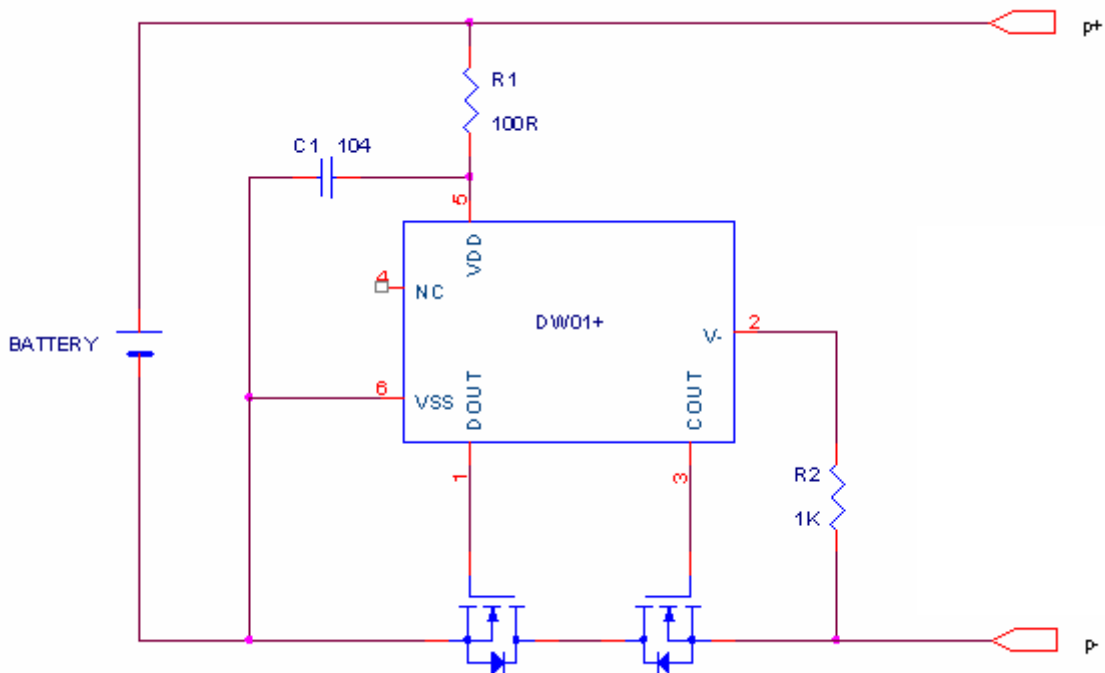 p+
R1
100R
C1 104
5
VDD
4
NC
DW01+
2
V-
BATTERY
6
VSS
DOUT
COUT
1
3
R2
1K
p-